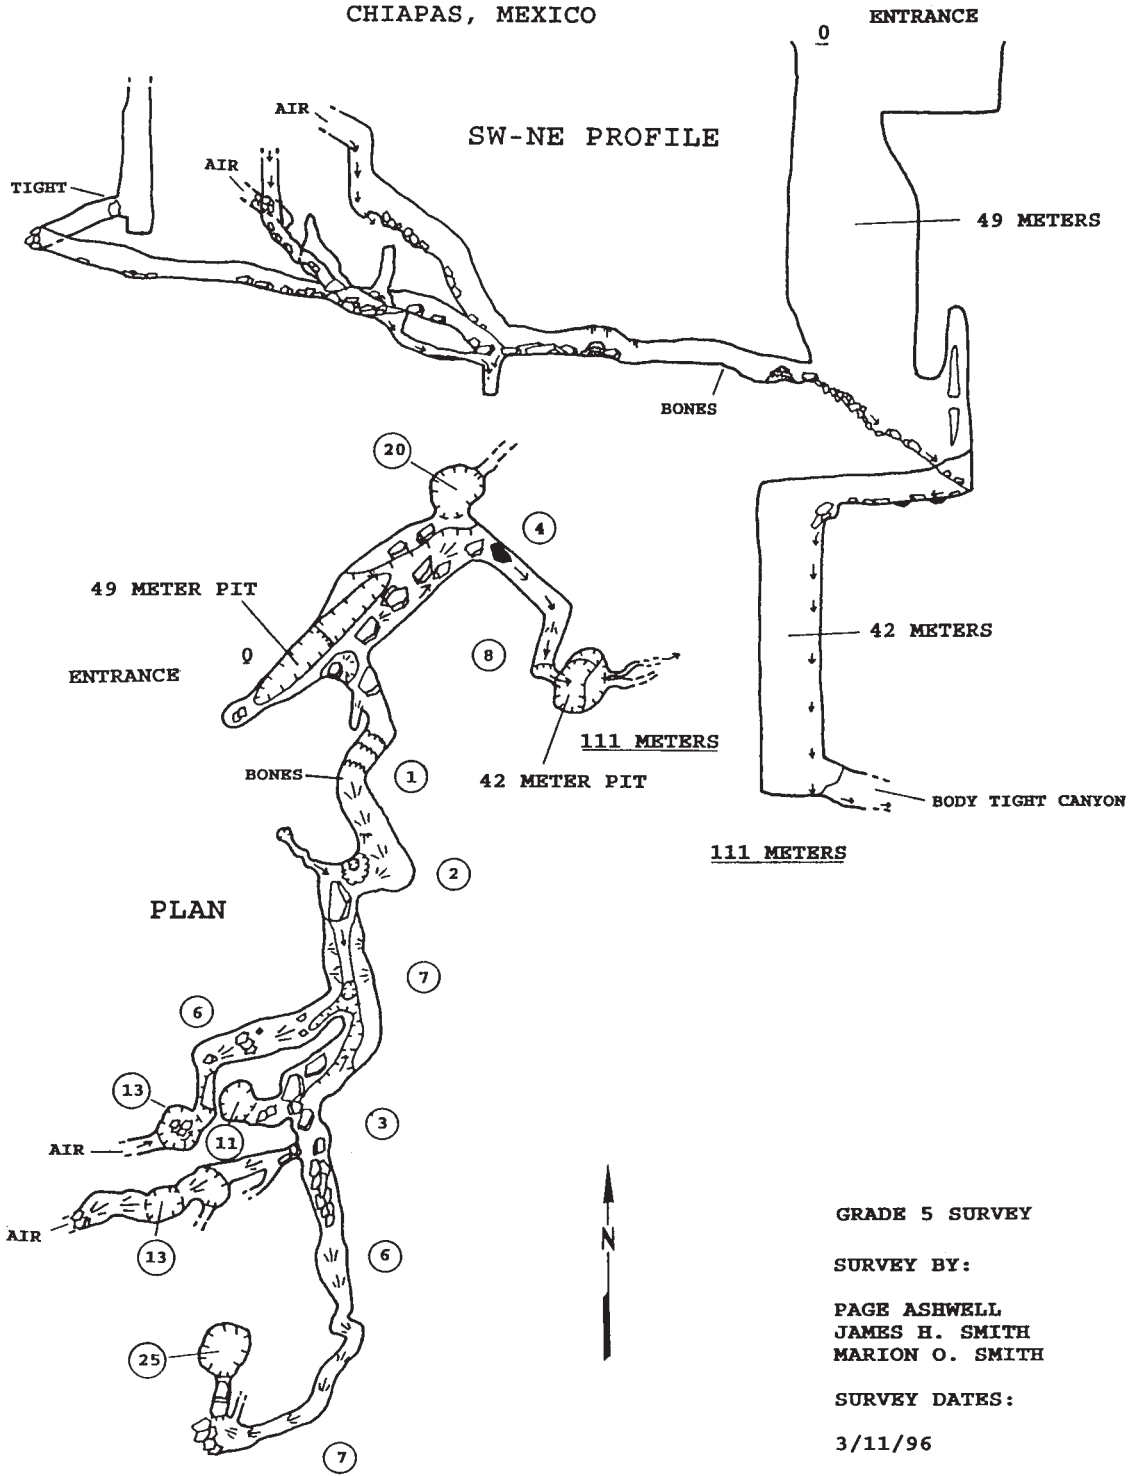 CHIAPAS, MEXICO
ENTRANCE
0
AIR
SW-NE PROFILE
AIR
TIGHT
49 METERS
BONES
20
4
49 METER PIT
42 METERS
0
8
ENTRANCE
111 METERS
BONES
1
42 METER PIT
BODY TIGHT CANYON
111 METERS
2
PLAN
7
6
13
3
11
AIR
N
GRADE 5 SURVEY
AIR
13
6
SURVEY BY:
PAGE ASHWELL
JAMES H. SMITH
MARION O. SMITH
25
SURVEY DATES:
3/11/96
7